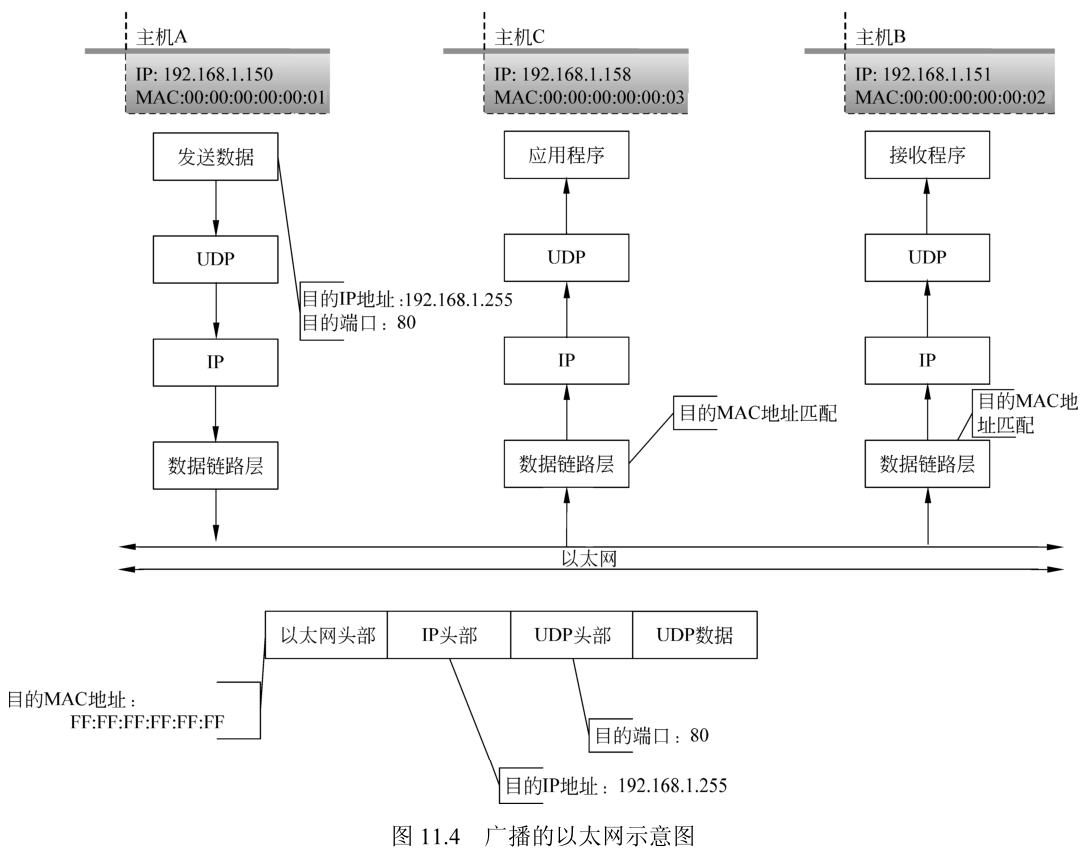 主机A
IP: 192.168.1.150
MAC:00:00:00:00:00:01
主机C
IP: 192.168.1.158
MAC:00:00:00:00:00:03
主机B
IP: 192.168.1.151
MAC:00:00:00:00:00:02
发送数据
应用程序
接收程序
UDP
UDP
UDP
目的IP地址:192.168.1.255
目的端口：80
IP
IP
IP
目的MAC地址匹配
目的MAC地
址匹配
数据链路层
数据链路层
数据链路层
以太网
以太网头部
IP头部
UDP头部
UDP数据
目的MAC地址：
FF:FF:FF:FF:FF:FF
目的端口：80
目的IP地址：192.168.1.255
图 11.4 广播的以太网示意图